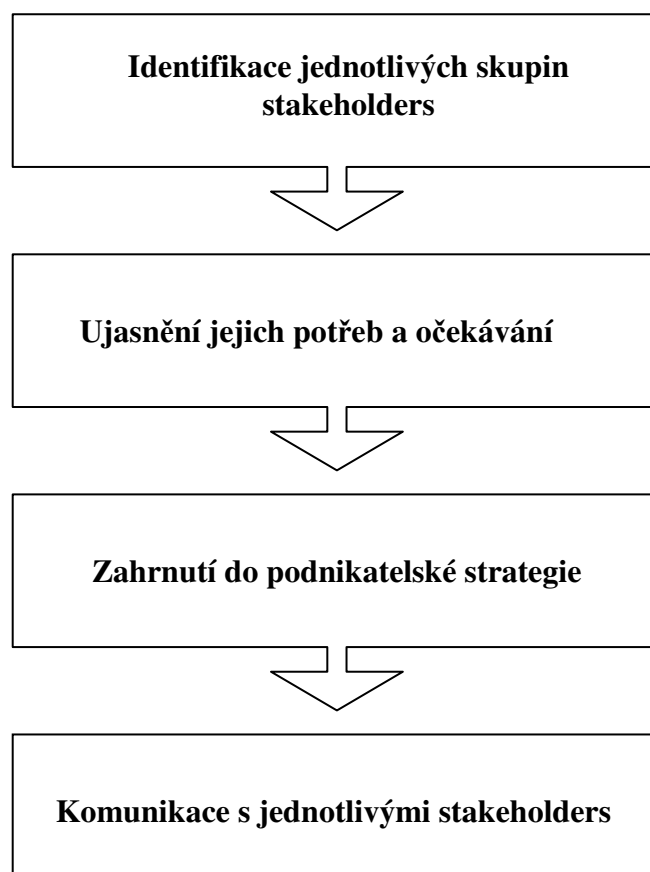 Identifikace jednotlivých skupin
stakeholders
Ujasnění jejich potřeb a očekávání
Zahrnutí do podnikatelské strategie
Komunikace s jednotlivými stakeholders